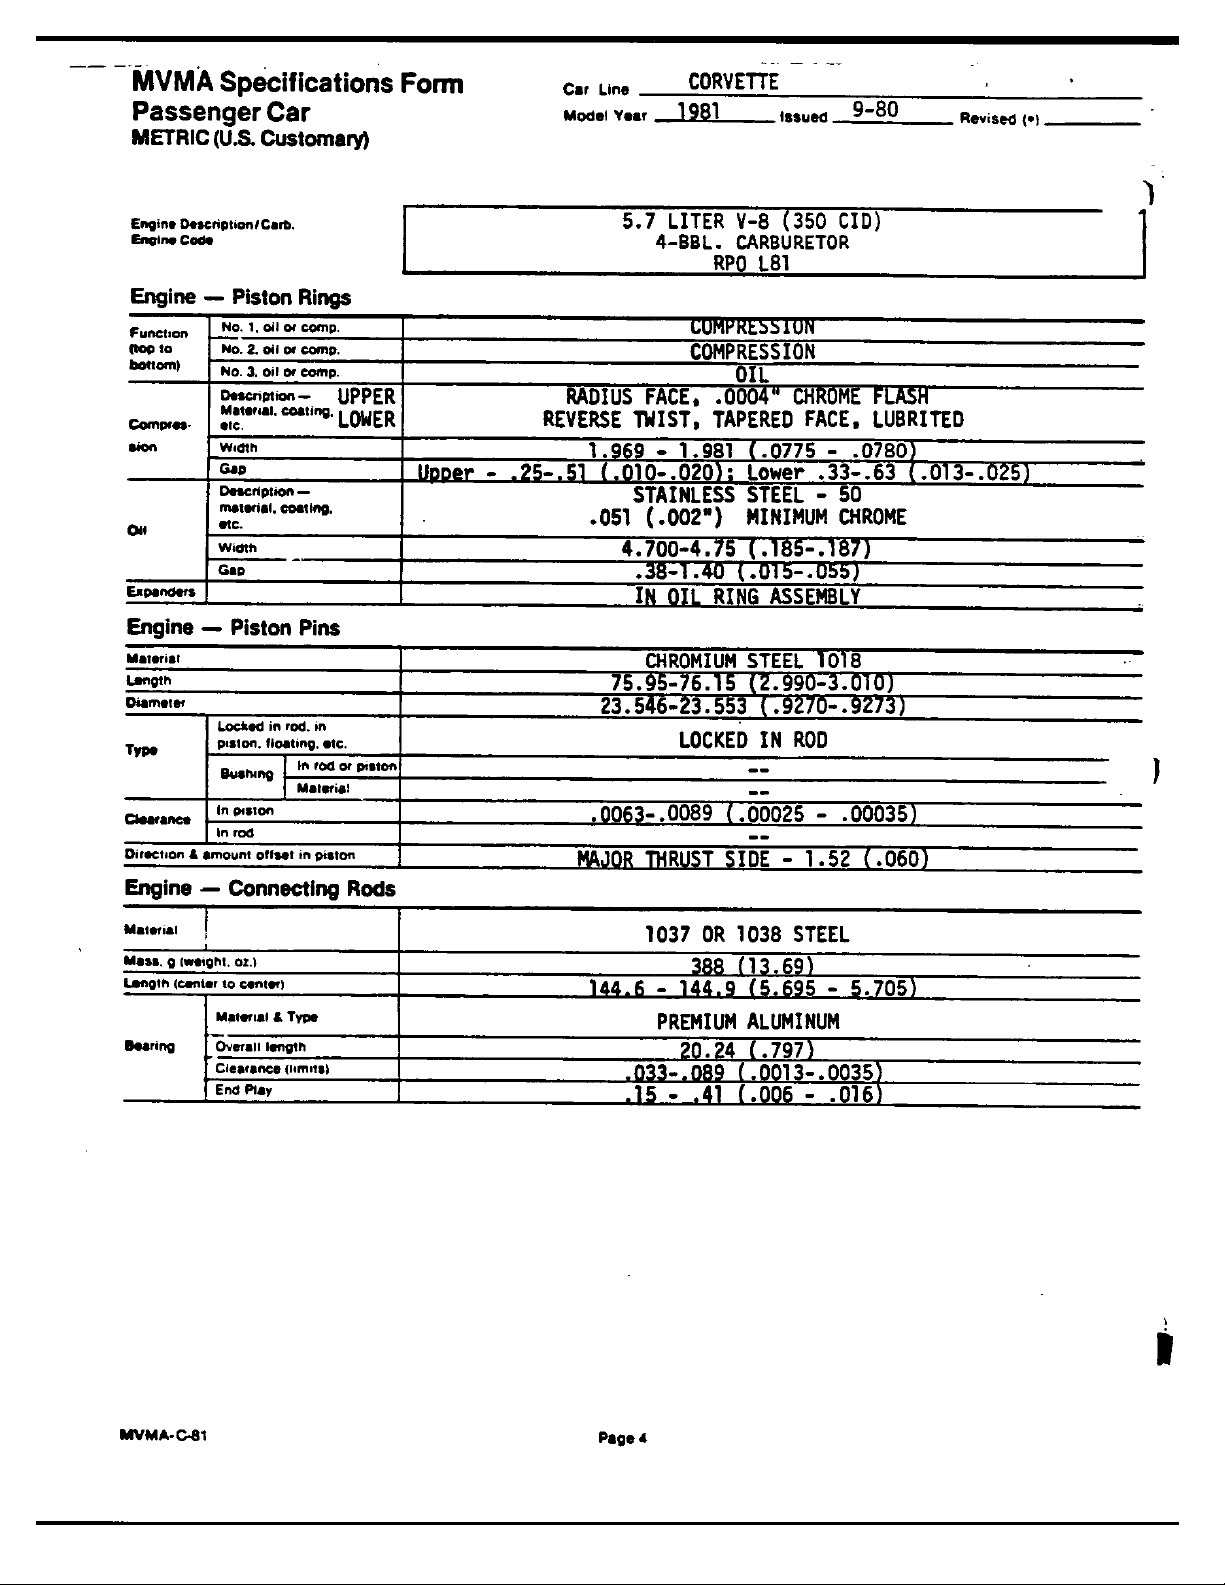 MVMA Specifications Form
Passenger Car
METRIC (U.S. Customary)
Car Line CORVETTE
Model Year 1981 Issued 9-80 Revised (•)
Engine Description/Carb.
Engine Code
5.7 LITER V-8 (350 CID)
4-BBL. CARBURETOR
RPO L81
Engine — Piston Rings
Function (top to bottom)
No. 1, oil or comp. COMPRESSION
No. 2, oil or comp. COMPRESSION
No. 3, oil or comp. OIL
Compres-sion
Description — Material, coating, etc.
UPPER RADIUS FACE, .0004" CHROME FLASH
LOWER REVERSE TWIST, TAPERED FACE, LUBRITED
Width 1.969 - 1.981 (.0775 - .0780)
Gap Upper - .25-.51 (.010-.020); Lower .33-.63 (.013-.025)
Oil
Description — material, coating, etc.
STAINLESS STEEL - 50
.051 (.002") MINIMUM CHROME
Width 4.700-4.75 (.185-.187)
Gap .38-1.40 (.015-.055)
Expanders IN OIL RING ASSEMBLY
Engine — Piston Pins
Material CHROMIUM STEEL 1018
Length 75.95-76.15 (2.990-3.010)
Diameter 23.546-23.553 (.9270-.9273)
Type
Locked in rod, in piston, floating, etc. LOCKED IN ROD
Bushing
In rod or piston --
Material --
Clearance
In piston .0063-.0089 (.00025 - .00035)
In rod --
Direction & amount offset in piston MAJOR THRUST SIDE - 1.52 (.060)
Engine — Connecting Rods
Material 1037 OR 1038 STEEL
Mass, g (weight, oz.) 388 (13.69)
Length (center to center) 144.6 - 144.9 (5.695 - 5.705)
Bearing
Material & Type PREMIUM ALUMINUM
Overall length 20.24 (.797)
Clearance (limits) .033-.089 (.0013-.0035)
End Play .15 - .41 (.006 - .016)
MVMA-C-81
Page 4